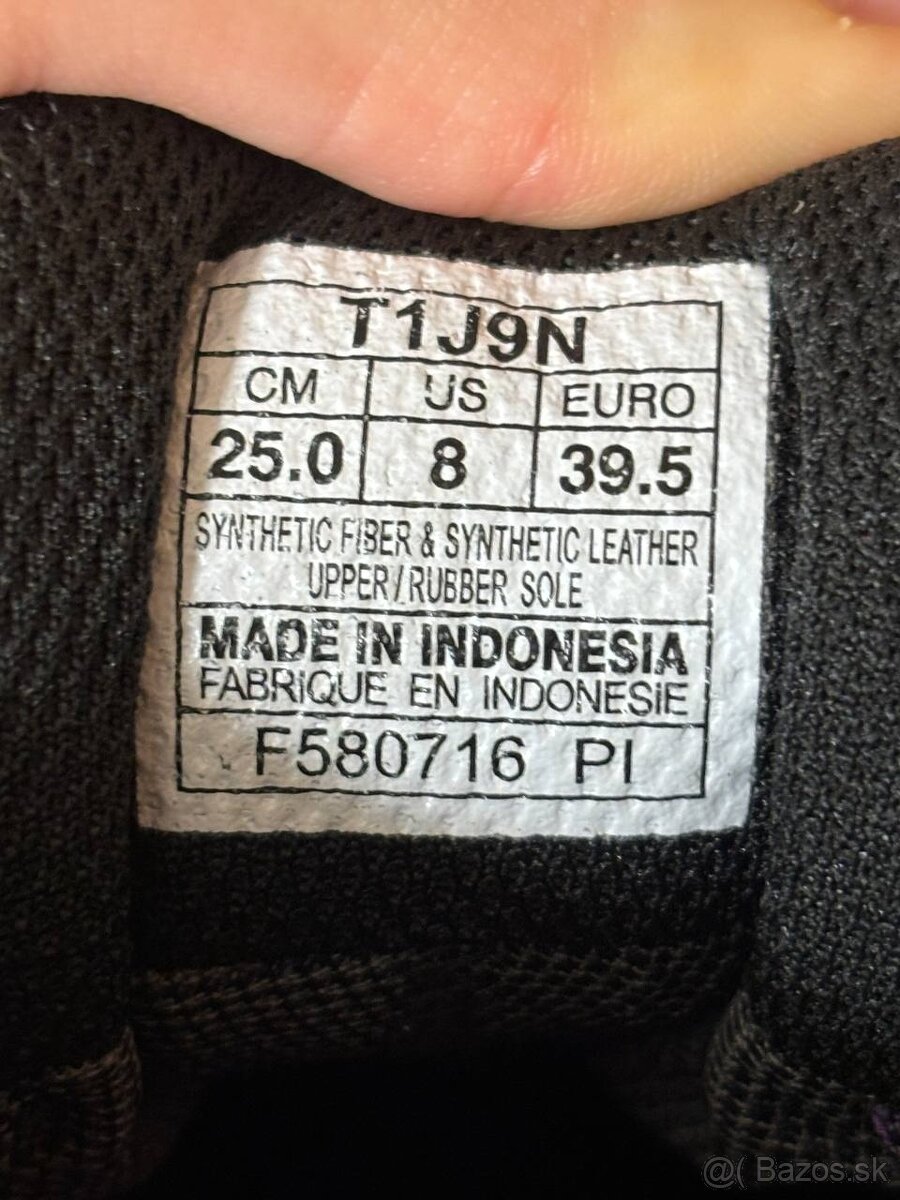 T1J9N
CM US EURO
25.0 8 39.5
SYNTHETIC FIBER & SYNTHETIC LEATHER
UPPER/RUBBER SOLE
MADE IN INDONESIA
FABRIQUE EN INDONESIE
F580716 PI
@( Bazos.sk